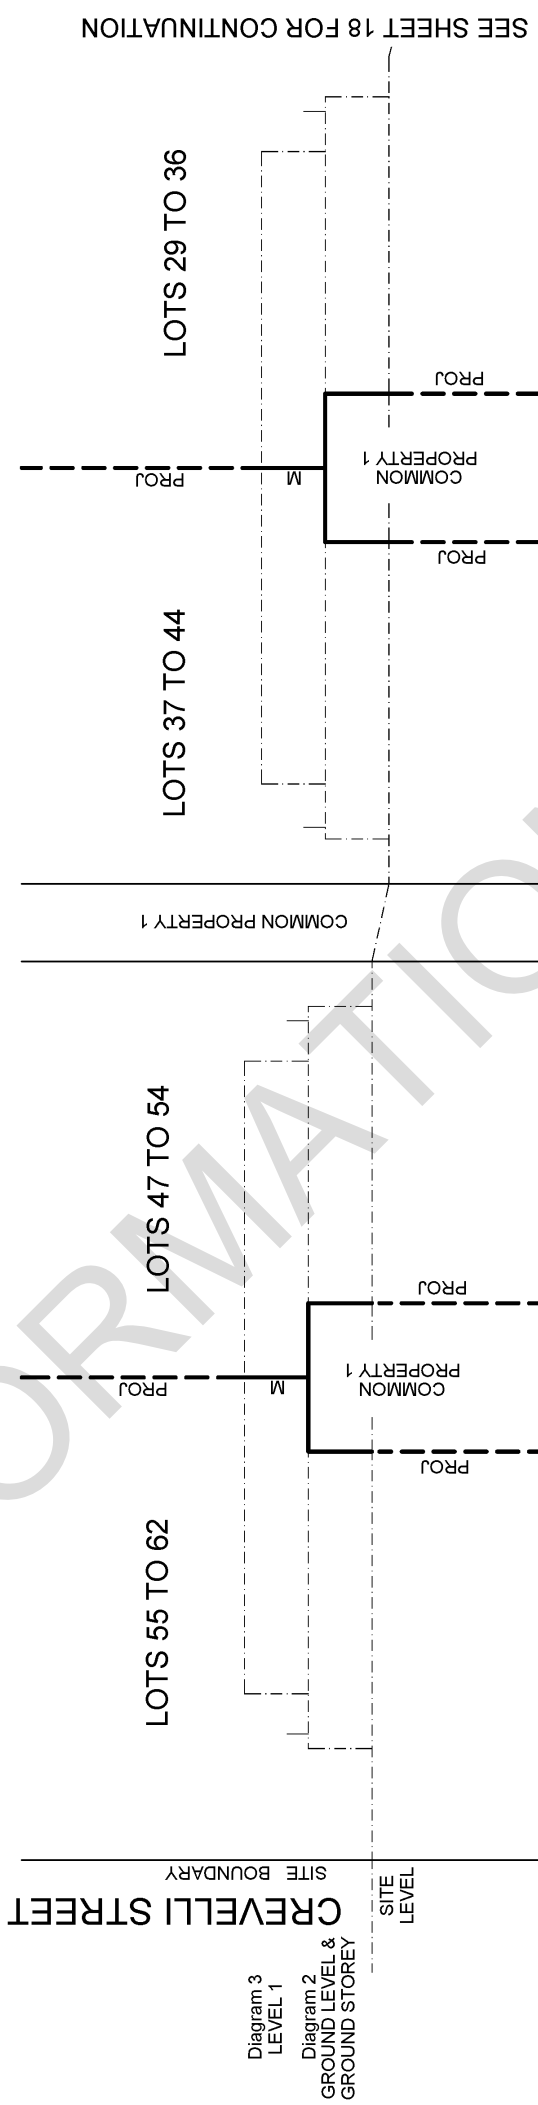 SEE SHEET 18 FOR CONTINUATION
LOTS 29 TO 36
PROJ
COMMON
PROPERTY 1
PROJ
M
PROJ
LOTS 37 TO 44
COMMON PROPERTY 1
LOTS 47 TO 54
PROJ
COMMON
PROPERTY 1
PROJ
M
PROJ
LOTS 55 TO 62
SITE BOUNDARY
CREVELLI STREET
SITE
LEVEL
Diagram 3
LEVEL 1
Diagram 2
GROUND LEVEL &
GROUND STOREY